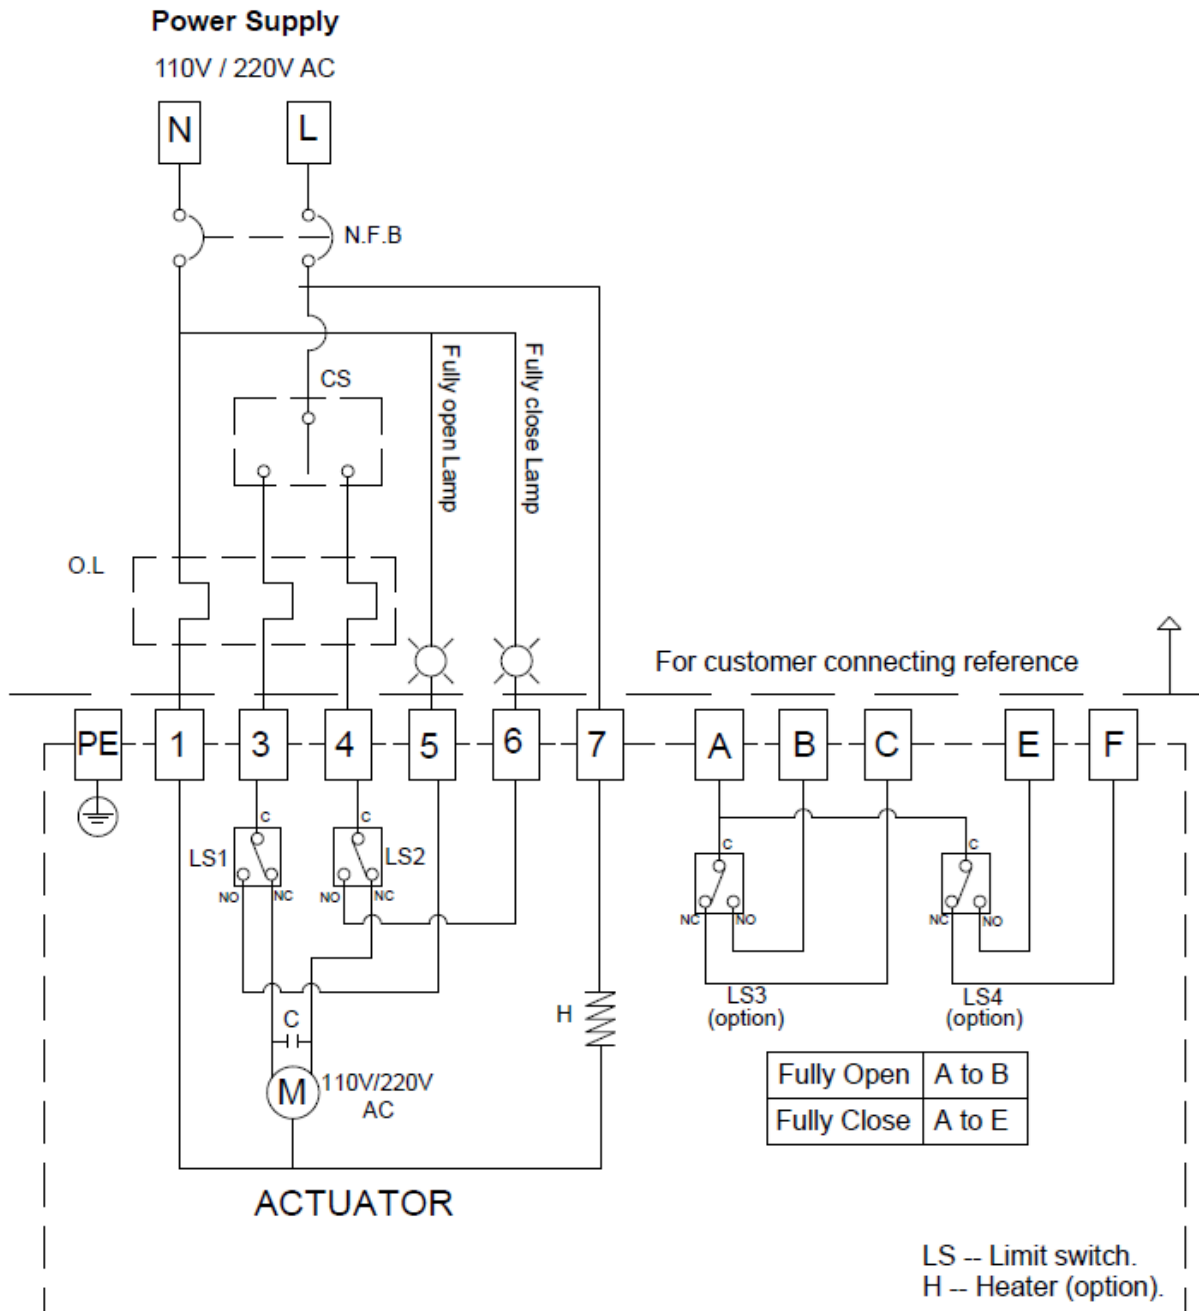 Power Supply
110V / 220V AC
N
L
N.F.B
CS
Fully open Lamp
Fully close Lamp
O.L
For customer connecting reference
PE
1
3
4
5
6
7
A
B
C
E
F
C
C
LS1
LS2
NO
NC
NO
NC
C
C
NC
NO
NC
NO
LS3
(option)
LS4
(option)
C
H
M
110V/220V
AC
Fully Open A to B
Fully Close A to E
ACTUATOR
LS -- Limit switch.
H -- Heater (option).